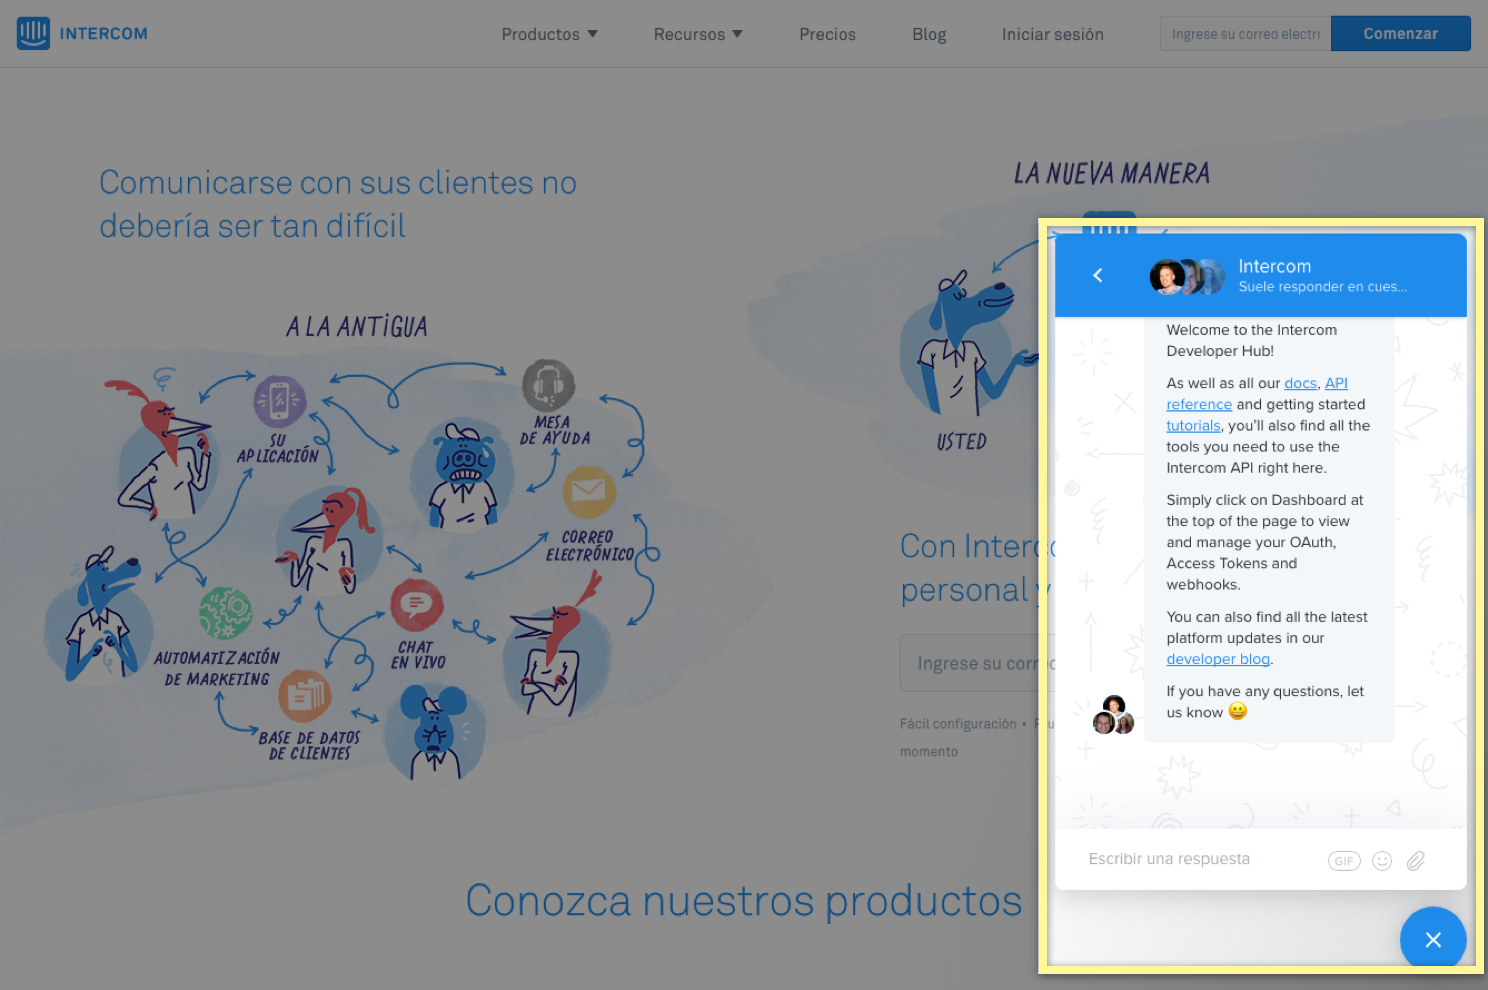 INTERCOM
Productos ▼
Recursos ▼
Precios
Blog
Iniciar sesión
Ingrese su correo electró
Comenzar
Comunicarse con sus clientes no
debería ser tan difícil
A LA ANTiGUA
SU
APLICACIÓN
MESA
DE AYUDA
CORREO
ELECTRÓNICO
AUTOMATIZACIÓN
DE MARKETING
CHAT
EN VIVO
BASE DE DATOS
DE CLIENTES
LA NUEVA MANERA
USTED
Con Interc
personal y
Ingrese su corre
Fácil configuración •
momento
Conozca nuestros productos
Intercom
Suele responder en cues...
Welcome to the Intercom
Developer Hub!
As well as all our docs, API
reference and getting started
tutorials, you'll also find all the
tools you need to use the
Intercom API right here.
Simply click on Dashboard at
the top of the page to view
and manage your OAuth,
Access Tokens and
webhooks.
You can also find all the latest
platform updates in our
developer blog.
If you have any questions, let
us know 😀
Escribir una respuesta
GIF